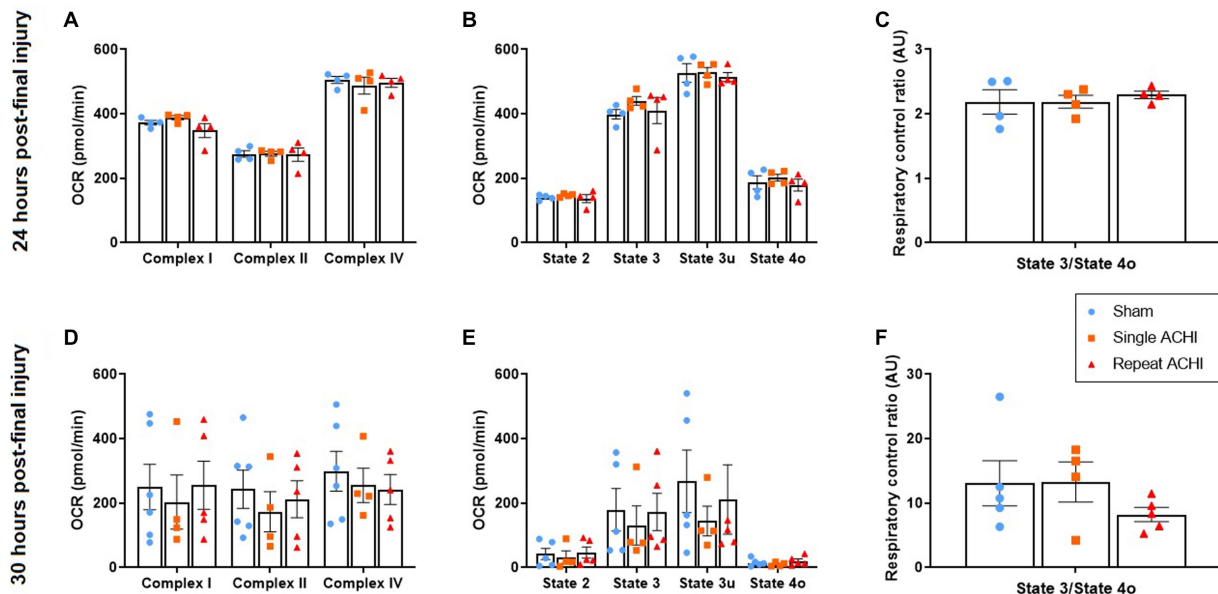 24 hours post-final injury
A
OCR (pmol/min)
600
400
200
0
Complex I Complex II Complex IV
B
OCR (pmol/min)
600
400
200
0
State 2 State 3 State 3u State 4o
C
Respiratory control ratio (AU)
3
2
1
0
State 3/State 4o
Sham
Single ACHI
Repeat ACHI
30 hours post-final injury
D
OCR (pmol/min)
600
400
200
0
Complex I Complex II Complex IV
E
OCR (pmol/min)
600
400
200
0
State 2 State 3 State 3u State 4o
F
Respiratory control ratio (AU)
30
20
10
0
State 3/State 4o